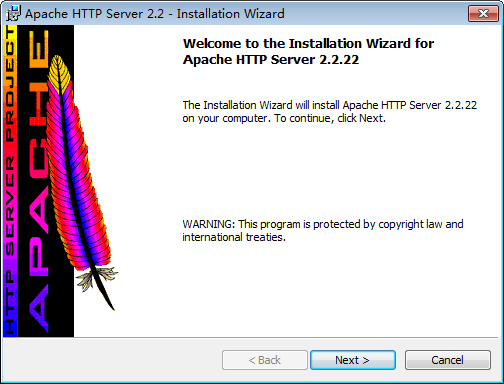 Apache HTTP Server 2.2 - Installation Wizard
HTTP SERVER PROJECT
APACHE
Welcome to the Installation Wizard for
Apache HTTP Server 2.2.22
The Installation Wizard will install Apache HTTP Server 2.2.22
on your computer. To continue, click Next.
WARNING: This program is protected by copyright law and
international treaties.
< Back
Next >
Cancel